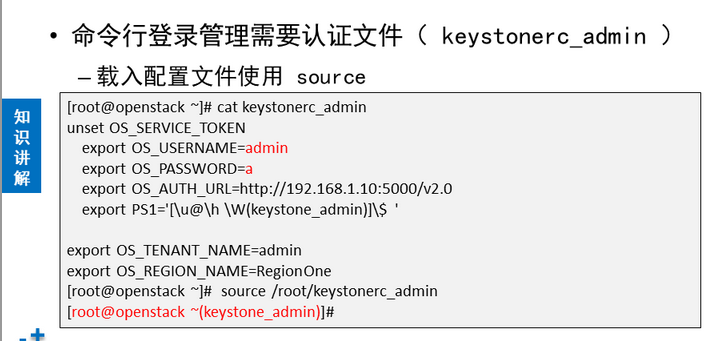 • 命令行登录管理需要认证文件（ keystonerc_admin ）
– 载入配置文件使用 source
知识讲解
[root@openstack ~]# cat keystonerc_admin
unset OS_SERVICE_TOKEN
    export OS_USERNAME=admin
    export OS_PASSWORD=a
    export OS_AUTH_URL=http://192.168.1.10:5000/v2.0
    export PS1='[\u@\h \W(keystone_admin)]\$ '
export OS_TENANT_NAME=admin
export OS_REGION_NAME=RegionOne
[root@openstack ~]#  source /root/keystonerc_admin
[root@openstack ~(keystone_admin)]#